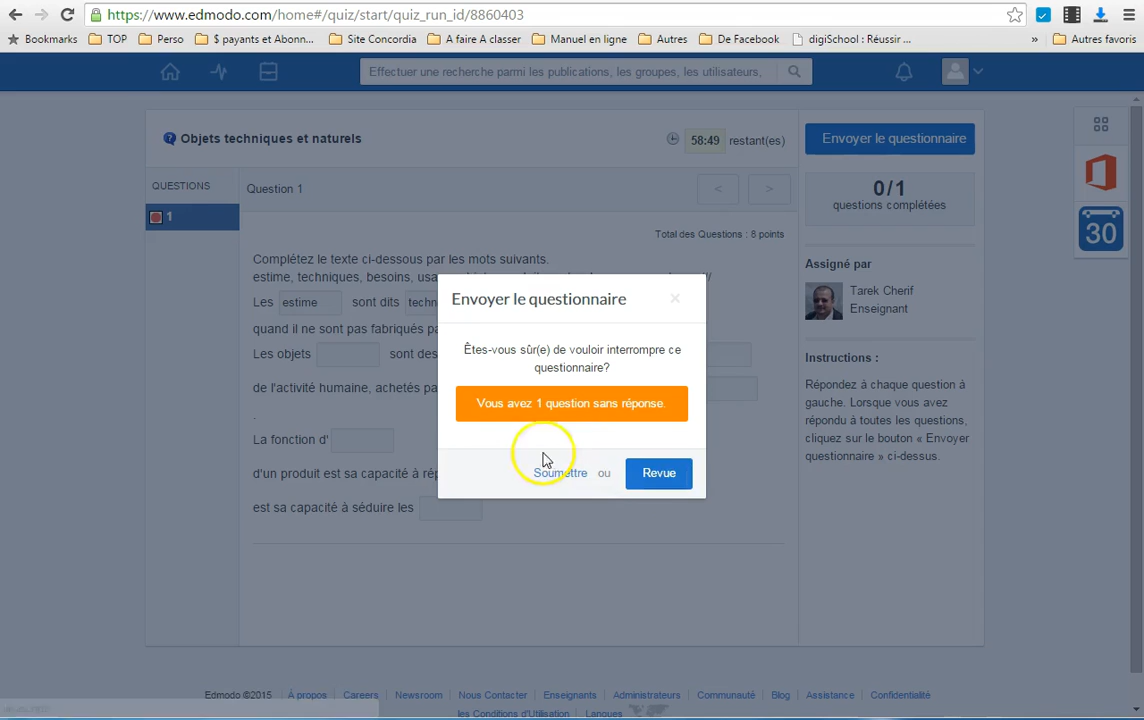 https://www.edmodo.com/home#/quiz/start/quiz_run_id/8860403
Bookmarks TOP Perso $ payants et Abonn... Site Concordia A faire A classer Manuel en ligne Autres De Facebook digiSchool : Réussir ... » Autres favoris
Effectuer une recherche parmi les publications, les groupes, les utilisateurs,
Objets techniques et naturels
58:49 restant(es)
Envoyer le questionnaire
QUESTIONS
Question 1
< >
0/1
questions complétées
1
Total des Questions : 8 points
30
Complétez le texte ci-dessous par les mots suivants.
estime, techniques, besoins,
Les estime sont dits
quand il ne sont pas fabriqués
Les objets sont des
de l'activité humaine, achetés
.
La fonction d'
d'un produit est sa capacité à
est sa capacité à séduire les
Envoyer le questionnaire ×
Êtes-vous sûr(e) de vouloir interrompre ce
questionnaire?
Vous avez 1 question sans réponse.
Soumettre ou Revue
Assigné par
Tarek Cherif
Enseignant
Instructions :
Répondez à chaque question à
gauche. Lorsque vous avez
répondu à toutes les questions,
cliquez sur le bouton « Envoyer
questionnaire » ci-dessus.
Edmodo ©2015 À propos Careers Newsroom Nous Contacter Enseignants Administrateurs Communauté Blog Assistance Confidentialité
les Conditions d'Utilisation Langues